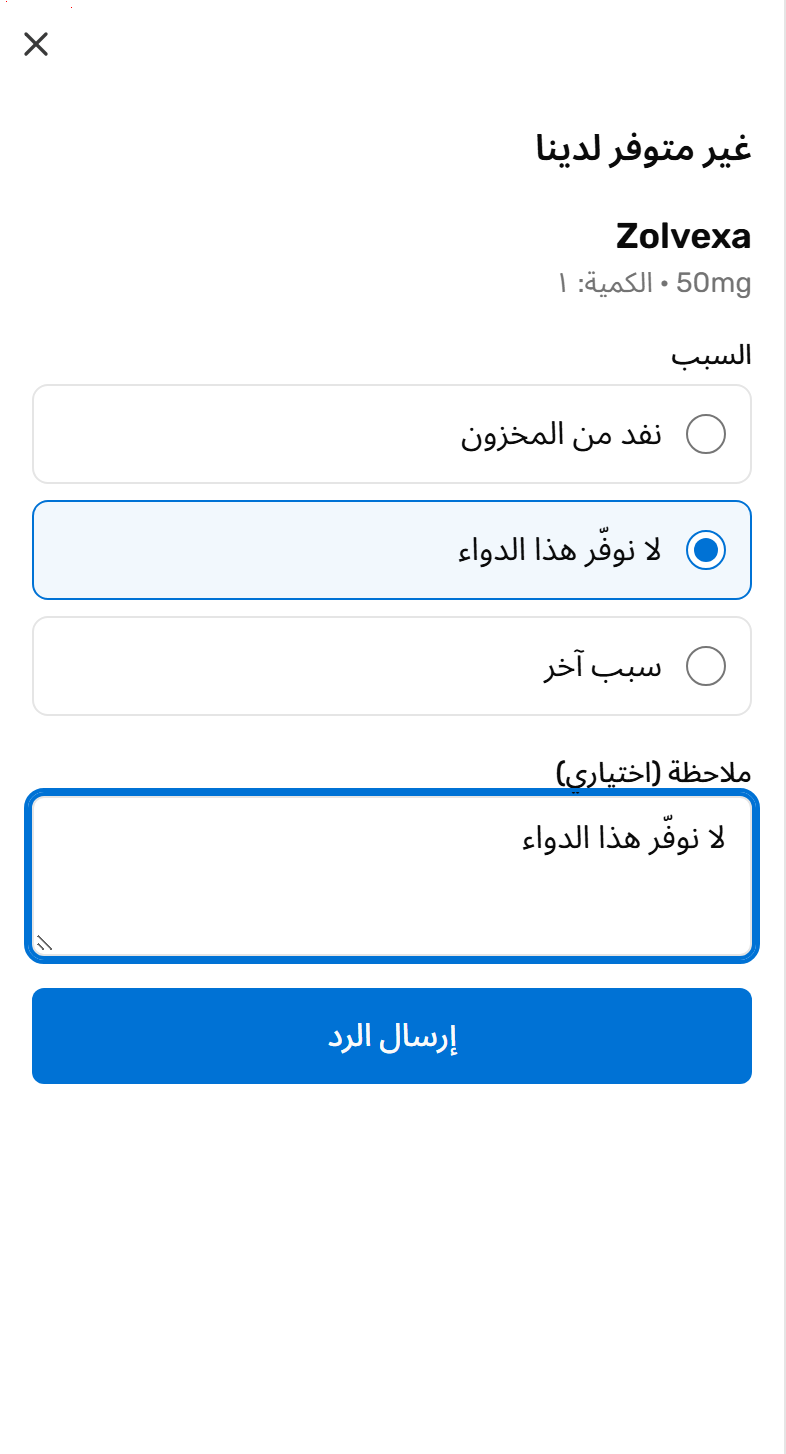 غير متوفر لدينا
Zolvexa
50mg • الكمية: ١
السبب
نفد من المخزون
لا نوفّر هذا الدواء
سبب آخر
ملاحظة (اختياري)
لا نوفّر هذا الدواء
إرسال الرد